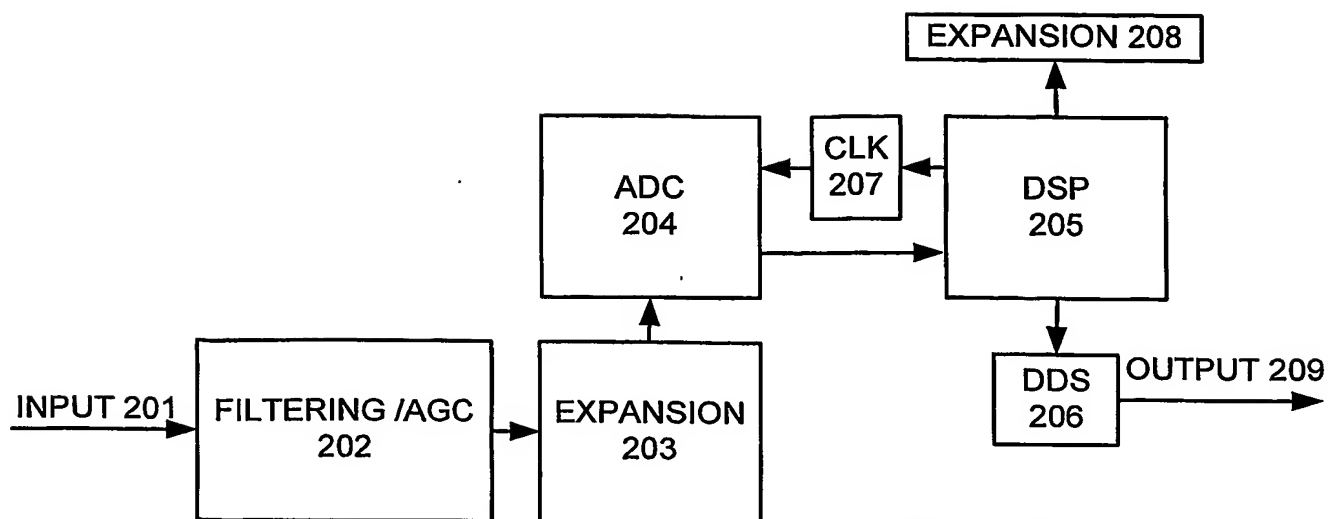 EXPANSION 208
CLK
207
ADC
204
DSP
205
INPUT 201
FILTERING /AGC
202
EXPANSION
203
DDS
206
OUTPUT 209